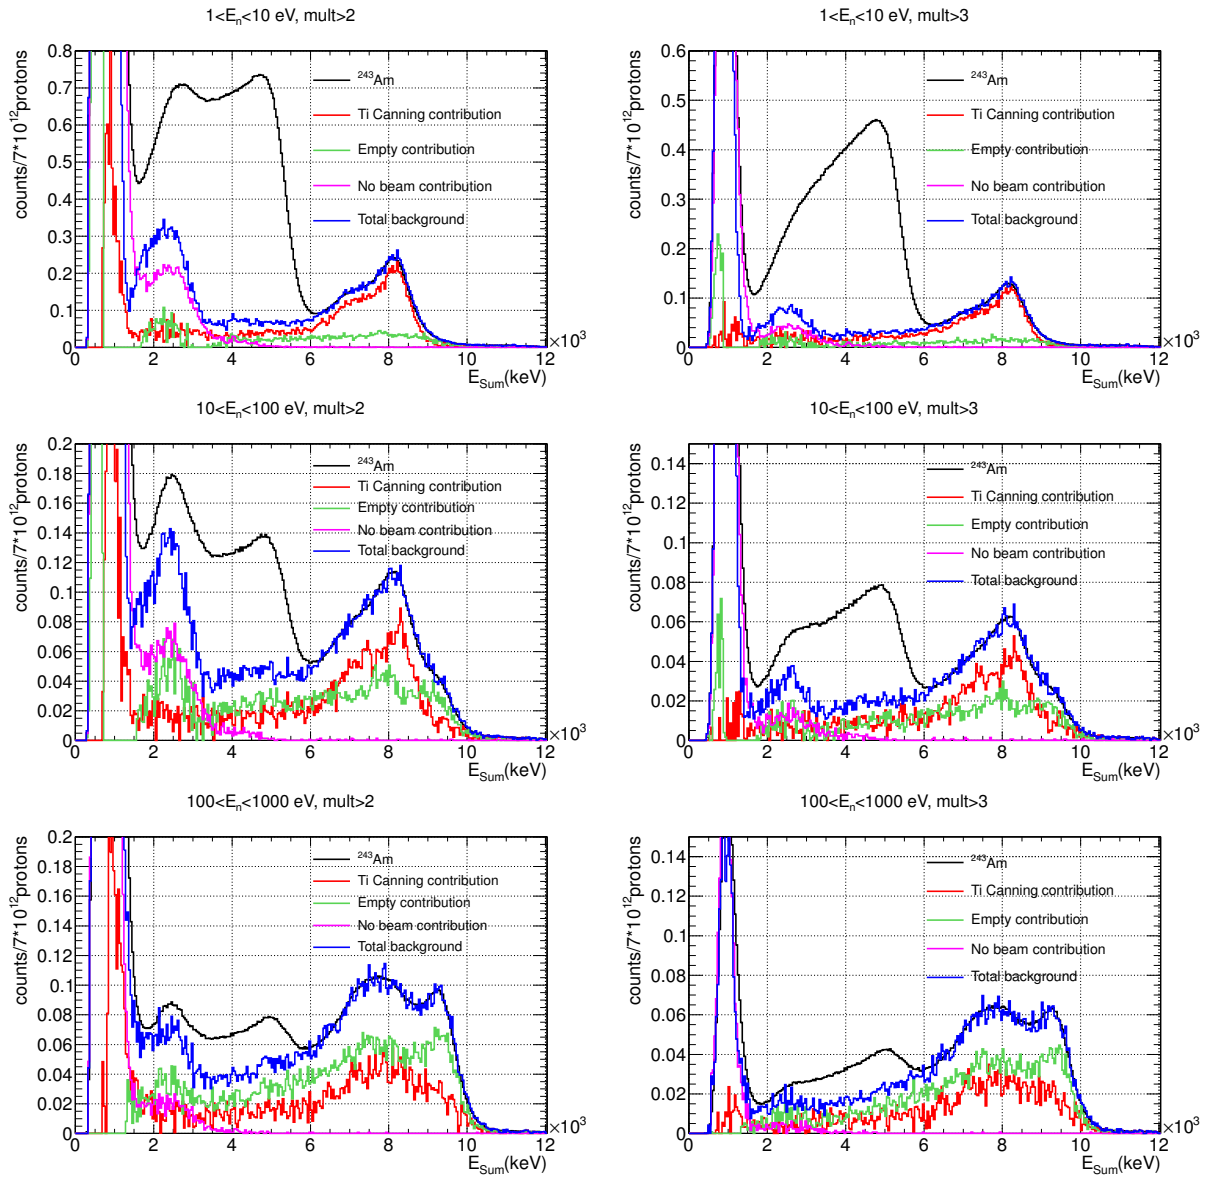 1<Eₙ<10 eV, mult>2
counts/7*10¹²protons
0.8
0.7
0.6
0.5
0.4
0.3
0.2
0.1
0
²⁴³Am
Ti Canning contribution
Empty contribution
No beam contribution
Total background
2 4 6 8 10 12
×10³
E_Sum(keV)
1<Eₙ<10 eV, mult>3
counts/7*10¹²protons
0.6
0.5
0.4
0.3
0.2
0.1
0
²⁴³Am
Ti Canning contribution
Empty contribution
No beam contribution
Total background
0 2 4 6 8 10 12
×10³
E_Sum(keV)
10<Eₙ<100 eV, mult>2
counts/7*10¹²protons
0.2
0.18
0.16
0.14
0.12
0.1
0.08
0.06
0.04
0.02
0
²⁴³Am
Ti Canning contribution
Empty contribution
No beam contribution
Total background
2 4 6 8 10 12
×10³
E_Sum(keV)
10<Eₙ<100 eV, mult>3
counts/7*10¹²protons
0.14
0.12
0.1
0.08
0.06
0.04
0.02
0
²⁴³Am
Ti Canning contribution
Empty contribution
No beam contribution
Total background
0 2 4 6 8 10 12
×10³
E_Sum(keV)
100<Eₙ<1000 eV, mult>2
counts/7*10¹²protons
0.2
0.18
0.16
0.14
0.12
0.1
0.08
0.06
0.04
0.02
0
²⁴³Am
Ti Canning contribution
Empty contribution
No beam contribution
Total background
2 4 6 8 10 12
×10³
E_Sum(keV)
100<Eₙ<1000 eV, mult>3
counts/7*10¹²protons
0.14
0.12
0.1
0.08
0.06
0.04
0.02
0
²⁴³Am
Ti Canning contribution
Empty contribution
No beam contribution
Total background
0 2 4 6 8 10 12
×10³
E_Sum(keV)